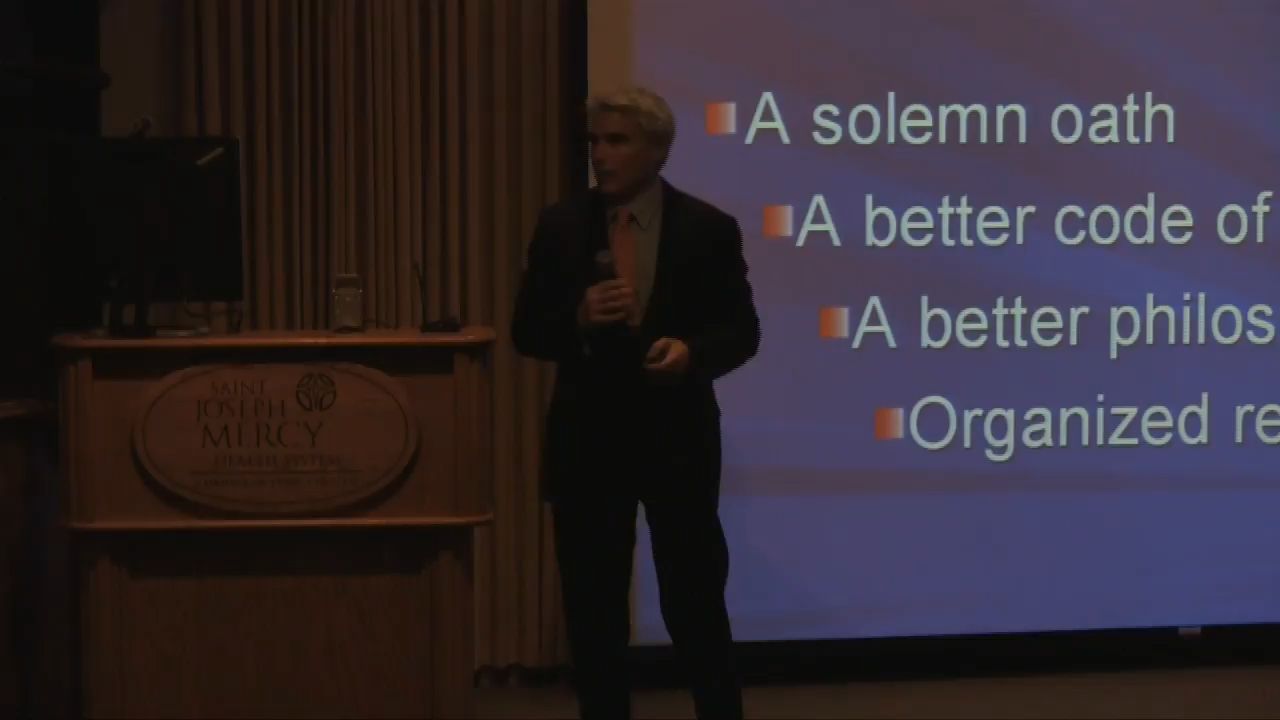 A solemn oath
A better code of
A better philos
Organized re
SAINT
JOSEPH
MERCY
HEALTH SYSTEM